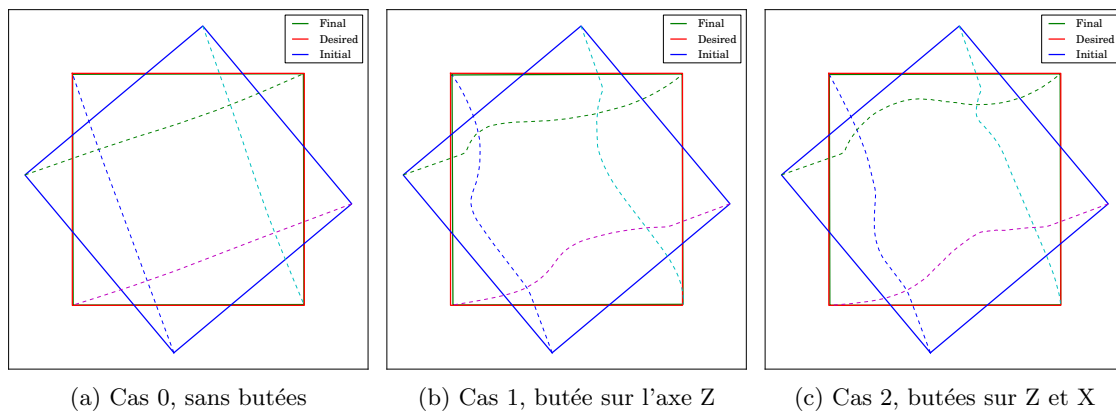 Final
Desired
Initial
Final
Desired
Initial
Final
Desired
Initial
(a) Cas 0, sans butées
(b) Cas 1, butée sur l'axe Z
(c) Cas 2, butées sur Z et X